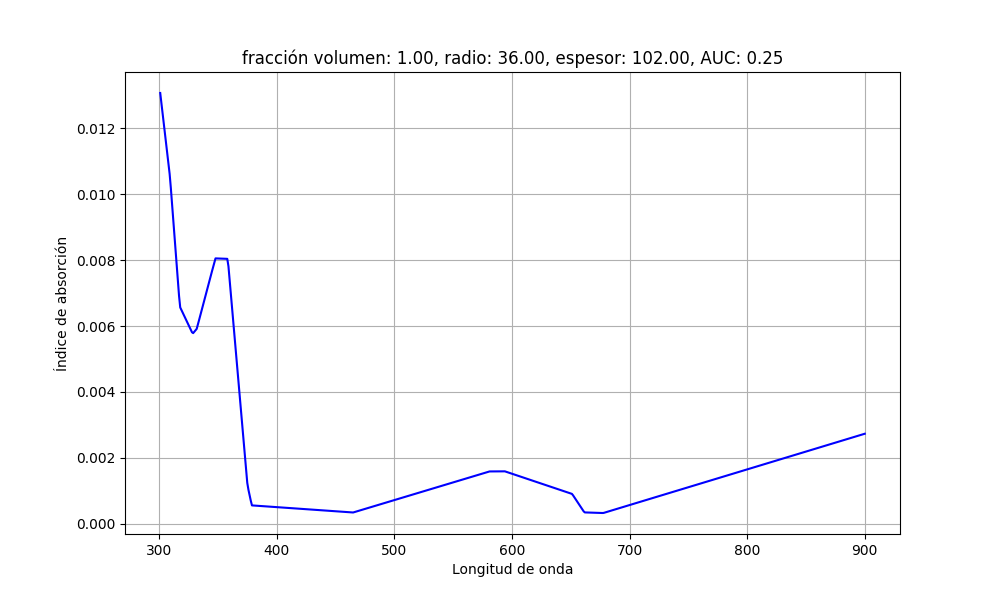 fracción volumen: 1.00, radio: 36.00, espesor: 102.00, AUC: 0.25
Índice de absorción
0.012
0.010
0.008
0.006
0.004
0.002
0.000
300 400 500 600 700 800 900
Longitud de onda